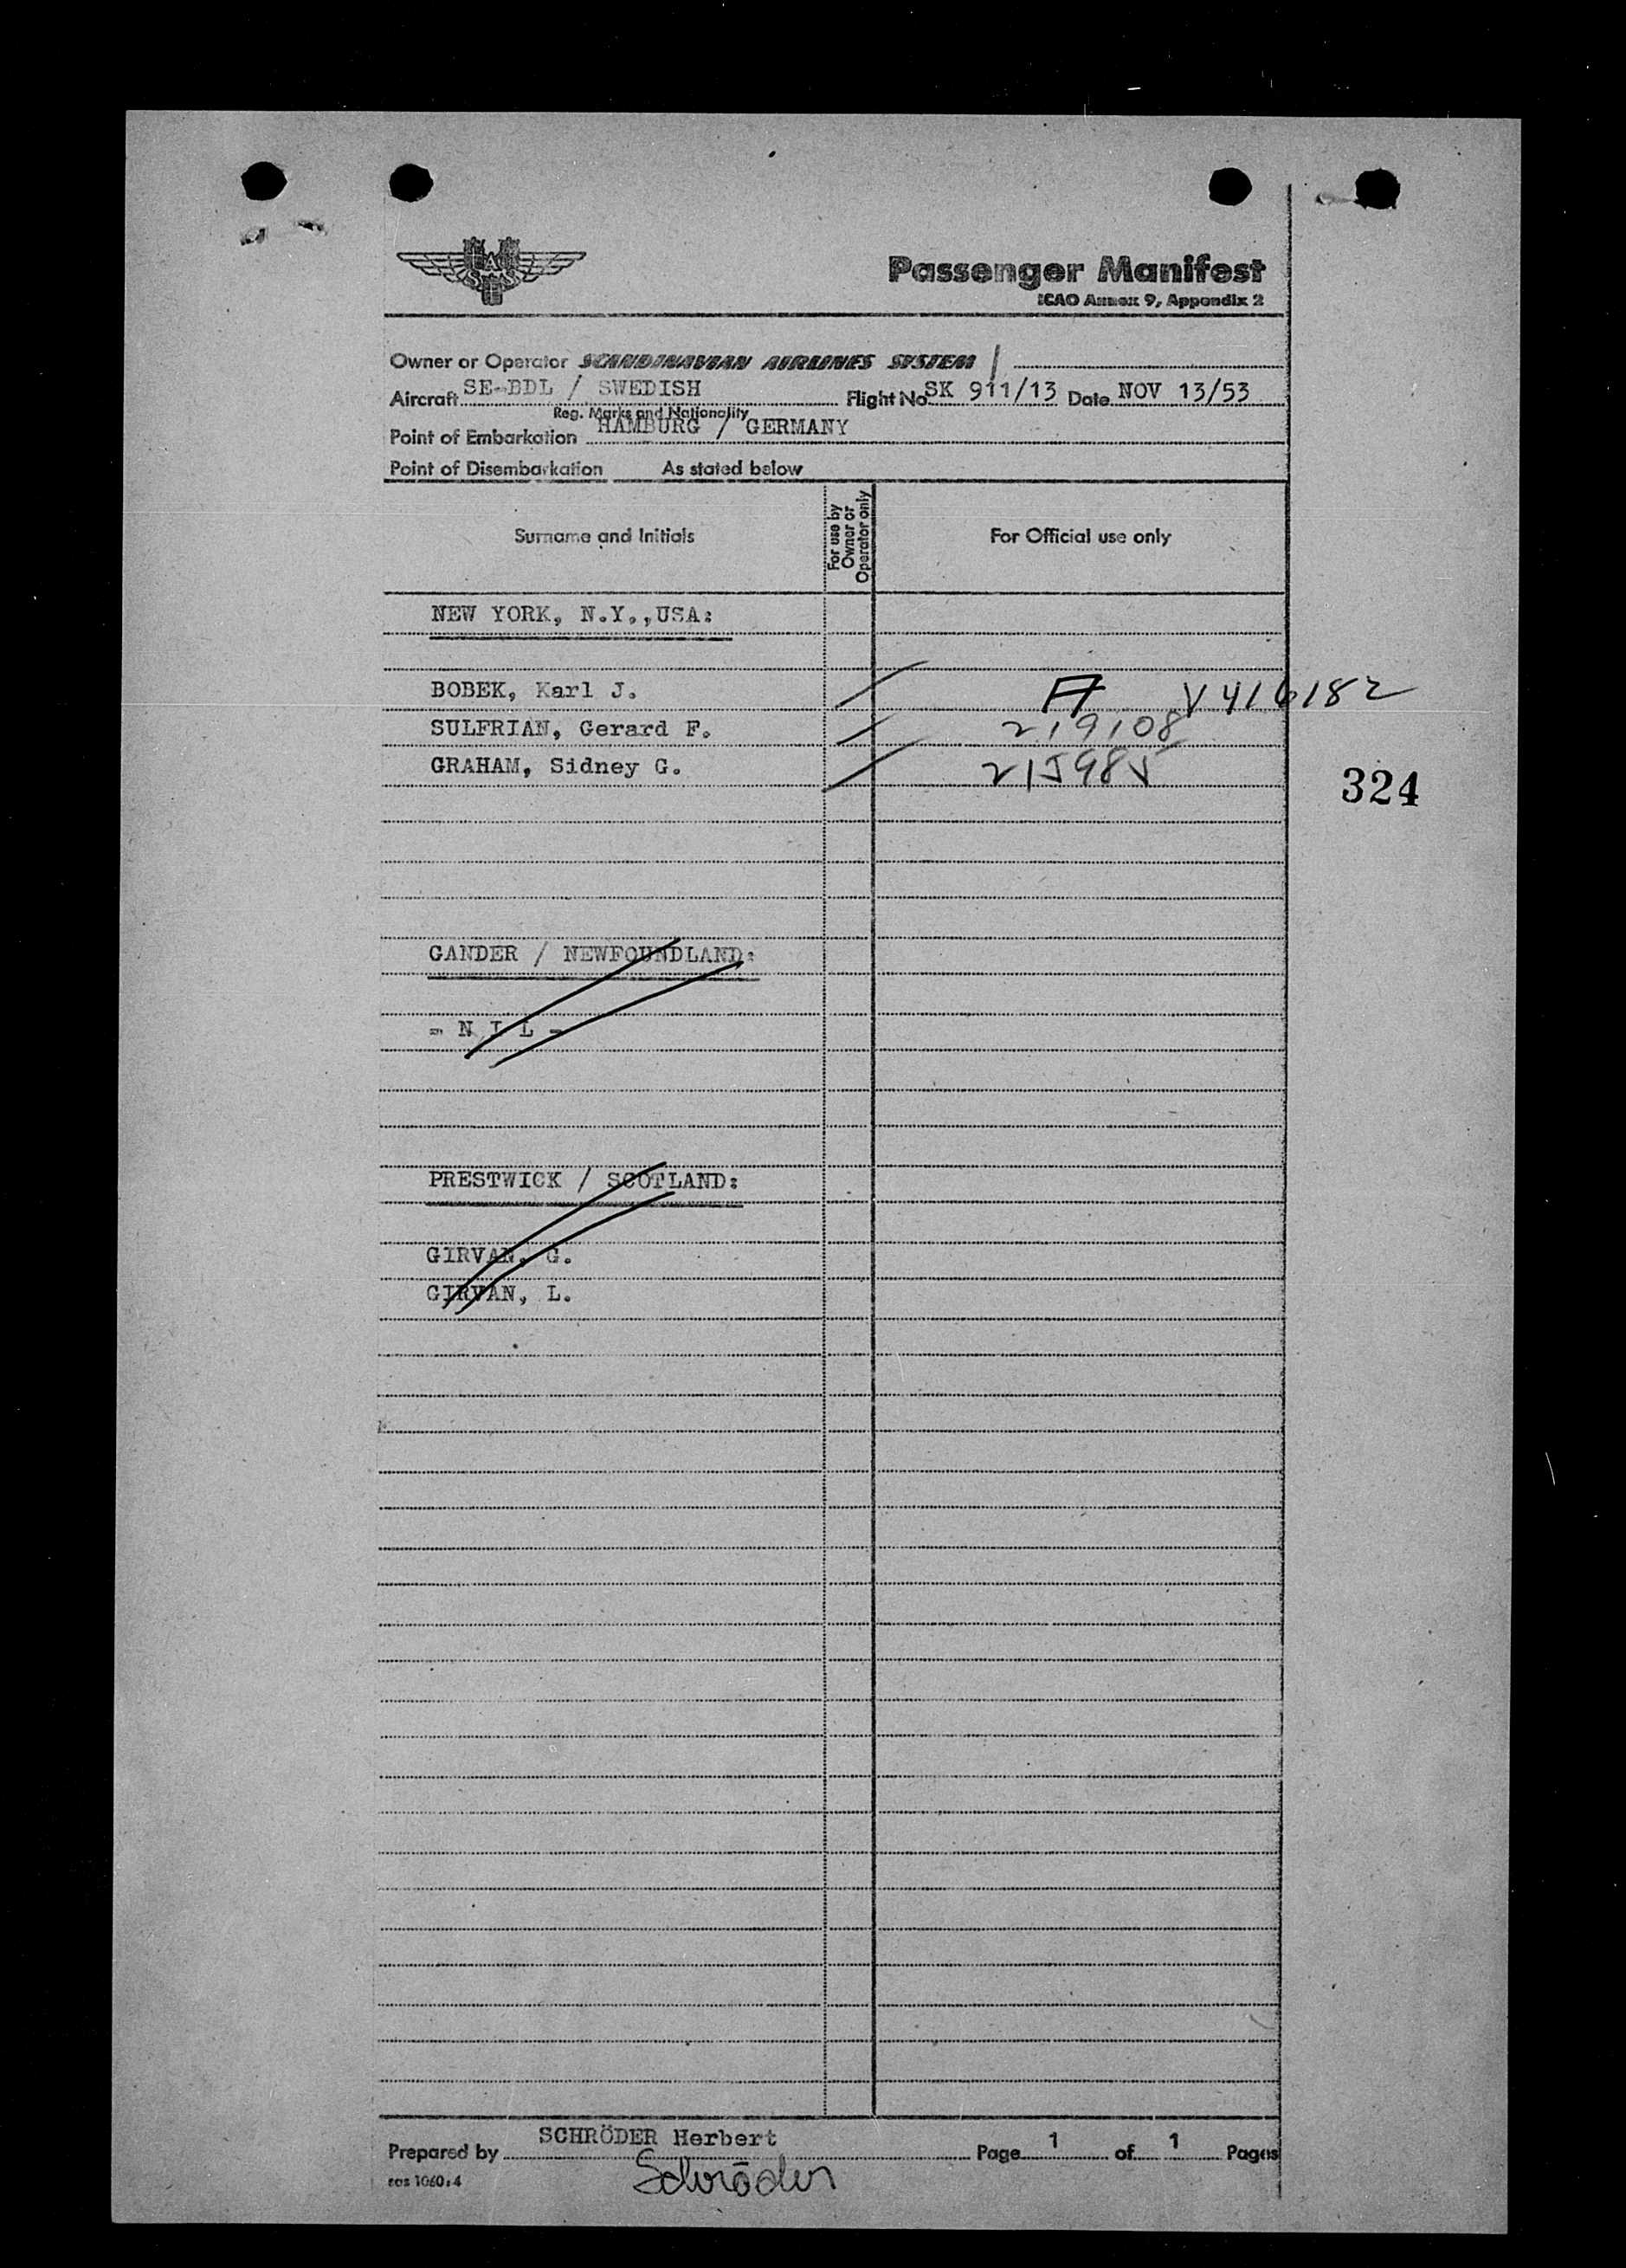 SAS
Passenger Manifest
ICAO Annex 9, Appendix 2
Owner or Operator SCANDINAVIAN AIRLINES SYSTEM /
Aircraft SE-BDL / SWEDISH Flight No SK 911/13 Date NOV 13/53
Reg. Marks and Nationality
Point of Embarkation HAMBURG / GERMANY
Point of Disembarkation As stated below
Surname and Initials For use by Owner or Operator only For Official use only
NEW YORK, N.Y.,USA:
BOBEK, Karl J. V416182
SULFRIAN, Gerard F. 219108
GRAHAM, Sidney G. 215985
324
GANDER / NEWFOUNDLAND:
- N I L -
PRESTWICK / SCOTLAND:
GIRVAN, G.
GIRVAN, L.
Prepared by SCHRÖDER Herbert Page 1 of 1 Pages
sas 1060:4 Schröder